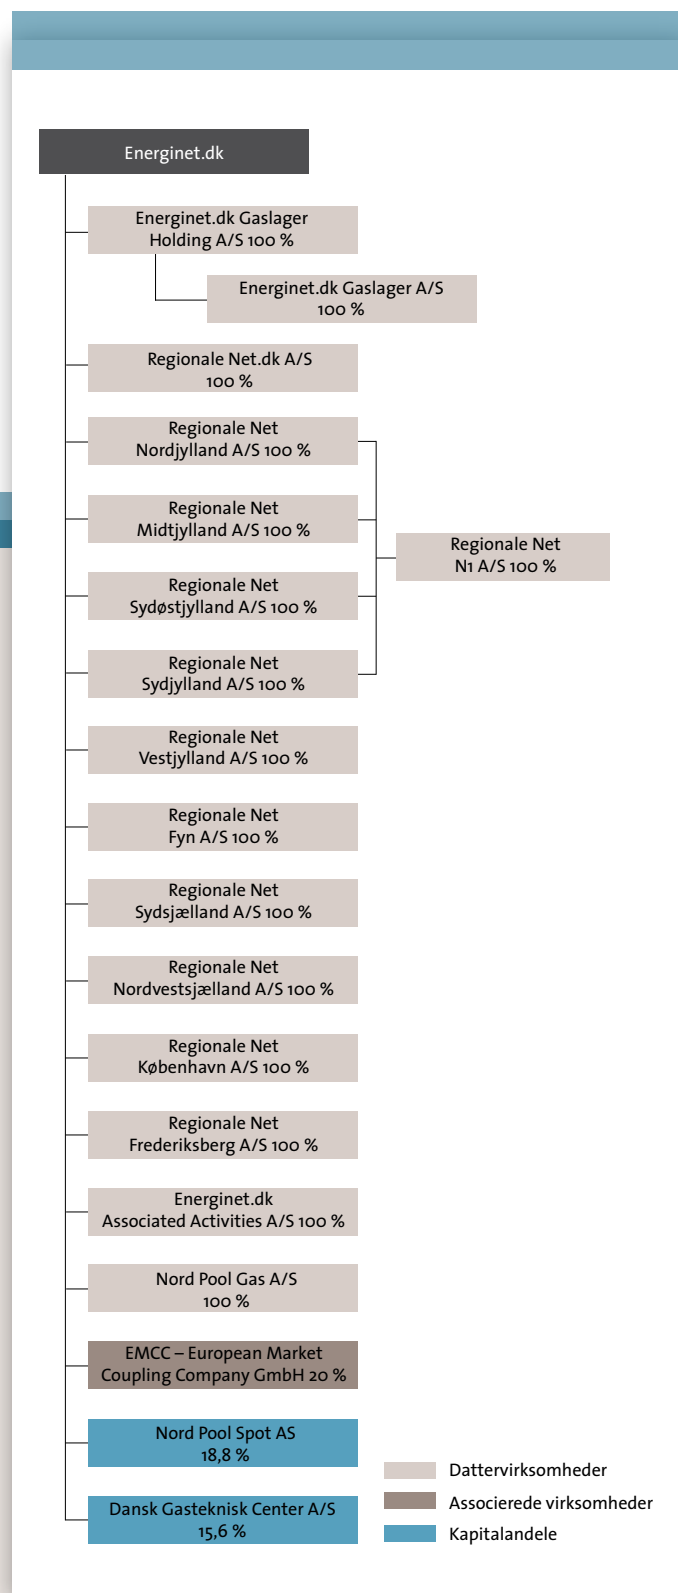 Energinet.dk
Energinet.dk Gaslager
Holding A/S 100 %
Energinet.dk Gaslager A/S
100 %
Regionale Net.dk A/S
100 %
Regionale Net
Nordjylland A/S 100 %
Regionale Net
Midtjylland A/S 100 %
Regionale Net
N1 A/S 100 %
Regionale Net
Sydøstjylland A/S 100 %
Regionale Net
Sydjylland A/S 100 %
Regionale Net
Vestjylland A/S 100 %
Regionale Net
Fyn A/S 100 %
Regionale Net
Sydsjælland A/S 100 %
Regionale Net
Nordvestsjælland A/S 100 %
Regionale Net
København A/S 100 %
Regionale Net
Frederiksberg A/S 100 %
Energinet.dk
Associated Activities A/S 100 %
Nord Pool Gas A/S
100 %
EMCC – European Market
Coupling Company GmbH 20 %
Nord Pool Spot AS
18,8 %
Dansk Gasteknisk Center A/S
15,6 %
Dattervirksomheder
Associerede virksomheder
Kapitalandele